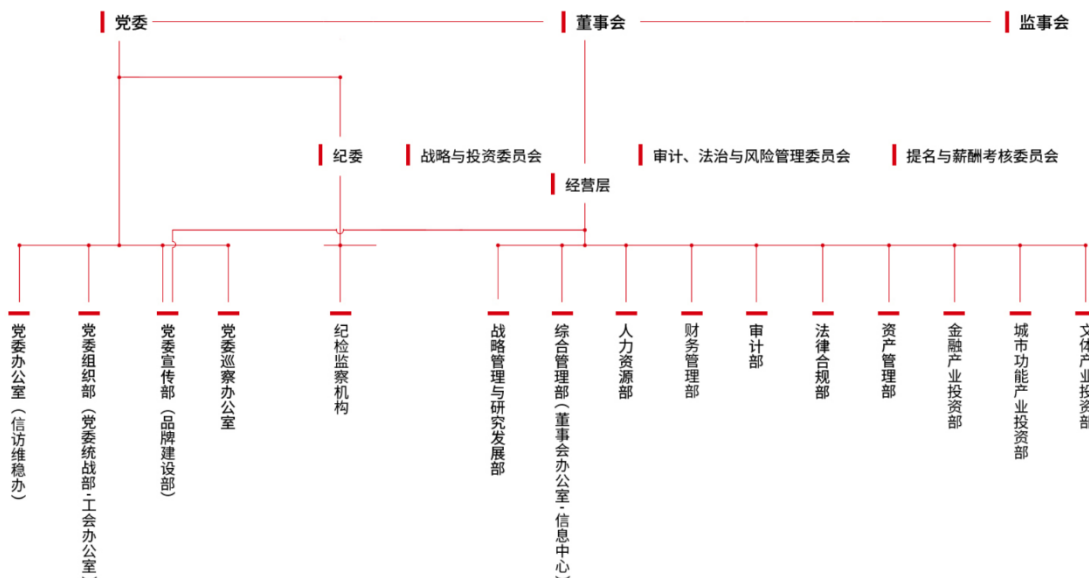 党委
董事会
监事会
纪委
战略与投资委员会
审计、法治与风险管理委员会
提名与薪酬考核委员会
经营层
党委办公室（信访维稳办）
党委组织部（党委统战部-工会办公室）
党委宣传部（品牌建设部）
党委巡察办公室
纪检监察机构
战略管理与研究发展部
综合管理部（董事会办公室-信息中心）
人力资源部
财务管理部
审计部
法律合规部
资产管理部
金融产业投资部
城市功能产业投资部
文体产业投资部